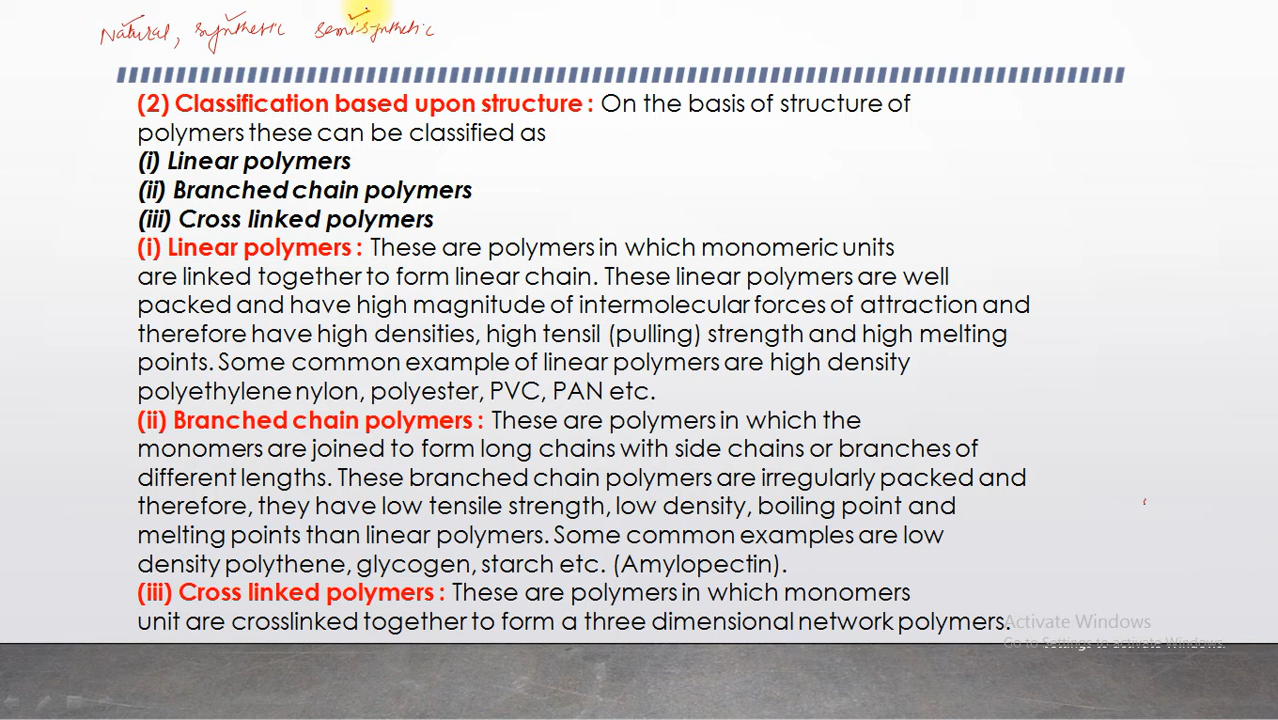 Natural, synthetic semisynthetic
(2) Classification based upon structure : On the basis of structure of
polymers these can be classified as
(i) Linear polymers
(ii) Branched chain polymers
(iii) Cross linked polymers
(i) Linear polymers : These are polymers in which monomeric units
are linked together to form linear chain. These linear polymers are well
packed and have high magnitude of intermolecular forces of attraction and
therefore have high densities, high tensil (pulling) strength and high melting
points. Some common example of linear polymers are high density
polyethylene nylon, polyester, PVC, PAN etc.
(ii) Branched chain polymers : These are polymers in which the
monomers are joined to form long chains with side chains or branches of
different lengths. These branched chain polymers are irregularly packed and
therefore, they have low tensile strength, low density, boiling point and
melting points than linear polymers. Some common examples are low
density polythene, glycogen, starch etc. (Amylopectin).
(iii) Cross linked polymers : These are polymers in which monomers
unit are crosslinked together to form a three dimensional network polymers.
Activate Windows
Go to Settings to activate Windows.